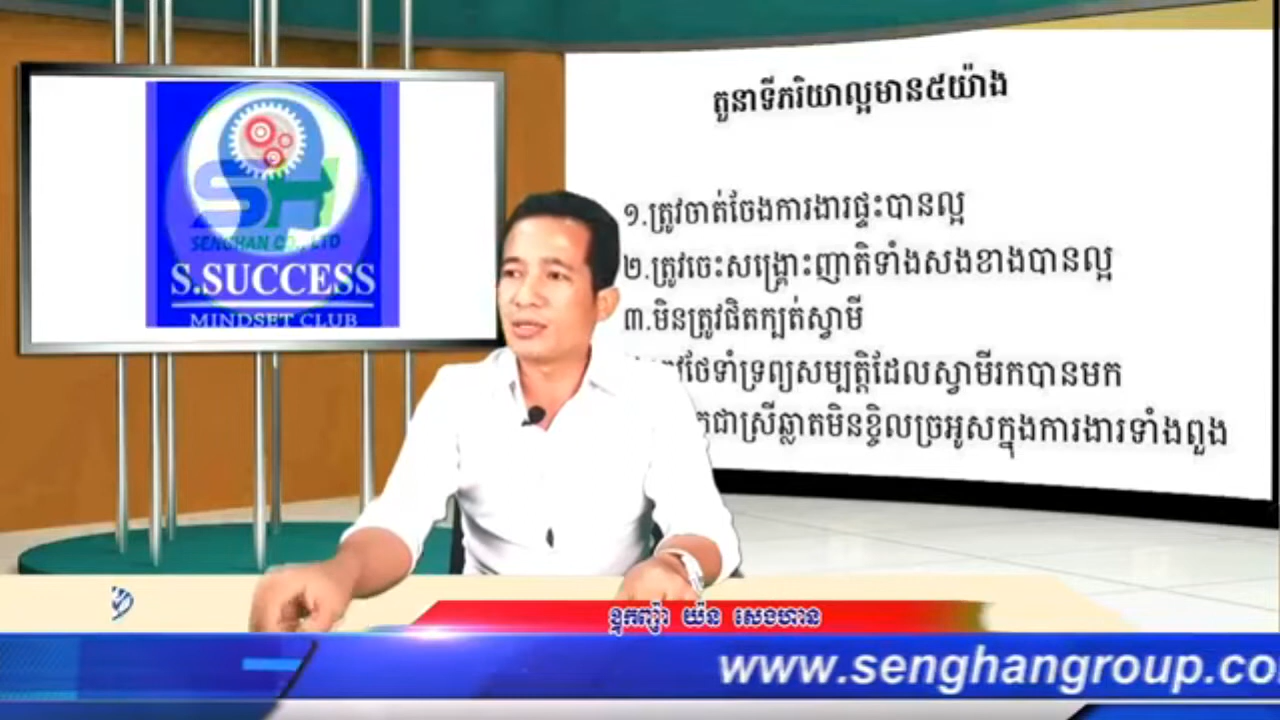 SH
SENGHAN CO., LTD
S.SUCCESS
MINDSET CLUB
តួនាទីភរិយាល្អមាន៥យ៉ាង
១.ត្រូវចាត់ចែងការងារផ្ទះបានល្អ
២.ត្រូវចេះសង្គ្រោះញាតិទាំងសងខាងបានល្អ
៣.មិនត្រូវផិតក្បត់ស្វាមី
ថែទាំទ្រព្យសម្បត្តិដែលស្វាមីរកបានមក
ជាស្រីឆ្លាតមិនខ្ជិលច្រអូសក្នុងការងារទាំងពួង
ឧកញ៉ា យ៉ន សេងហាន
www.senghangroup.co